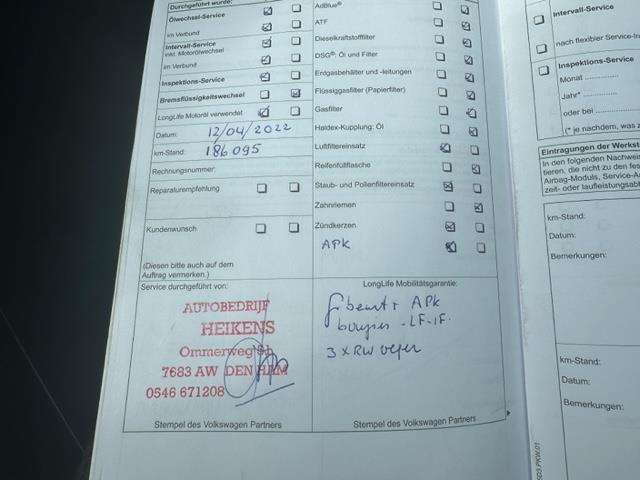 Durchgeführt wurde:
Ölwechsel-Service
im Verbund
Intervall-Service
inkl. Motorölwechsel
im Verbund
Inspektions-Service
Bremsflüssigkeitswechsel
LongLife Motoröl verwendet
Datum: 12/04/2022
km-Stand: 186095
Rechnungsnummer:
Reparaturempfehlung
Kundenwunsch
(Diesen bitte auch auf dem
Auftrag vermerken.)
Service durchgeführt von:
AUTOBEDRIJF
HEIKENS
Ommerweg
7683 AW DEN HAM
0546 671208
Stempel des Volkswagen Partners
AdBlue®
ATF
Dieselkraftstofffilter
DSG®: Öl und Filter
Erdgasbehälter und -leitungen
Flüssiggasfilter (Papierfilter)
Gasfilter
Haldex-Kupplung: Öl
Luftfiltereinsatz
Reifenfüllflasche
Staub- und Pollenfiltereinsatz
Zahnriemen
Zündkerzen
APK
LongLife Mobilitätsgarantie:
beurt + APK
bougies -LF-IF.
3 x RW
Stempel des Volkswagen Partners
Intervall-Service
nach flexibler Service-In
Inspektions-Service
Monat
Jahr*
oder bei
(* je nachdem, was z
Eintragungen der Werkst
In den folgenden Nachweis
tieren, die nicht zu den fes
Airbag-Moduls, Service-A
zeit- oder laufleistungsabh
km-Stand:
Datum:
Bemerkungen:
km-Stand:
Datum:
Bemerkungen: